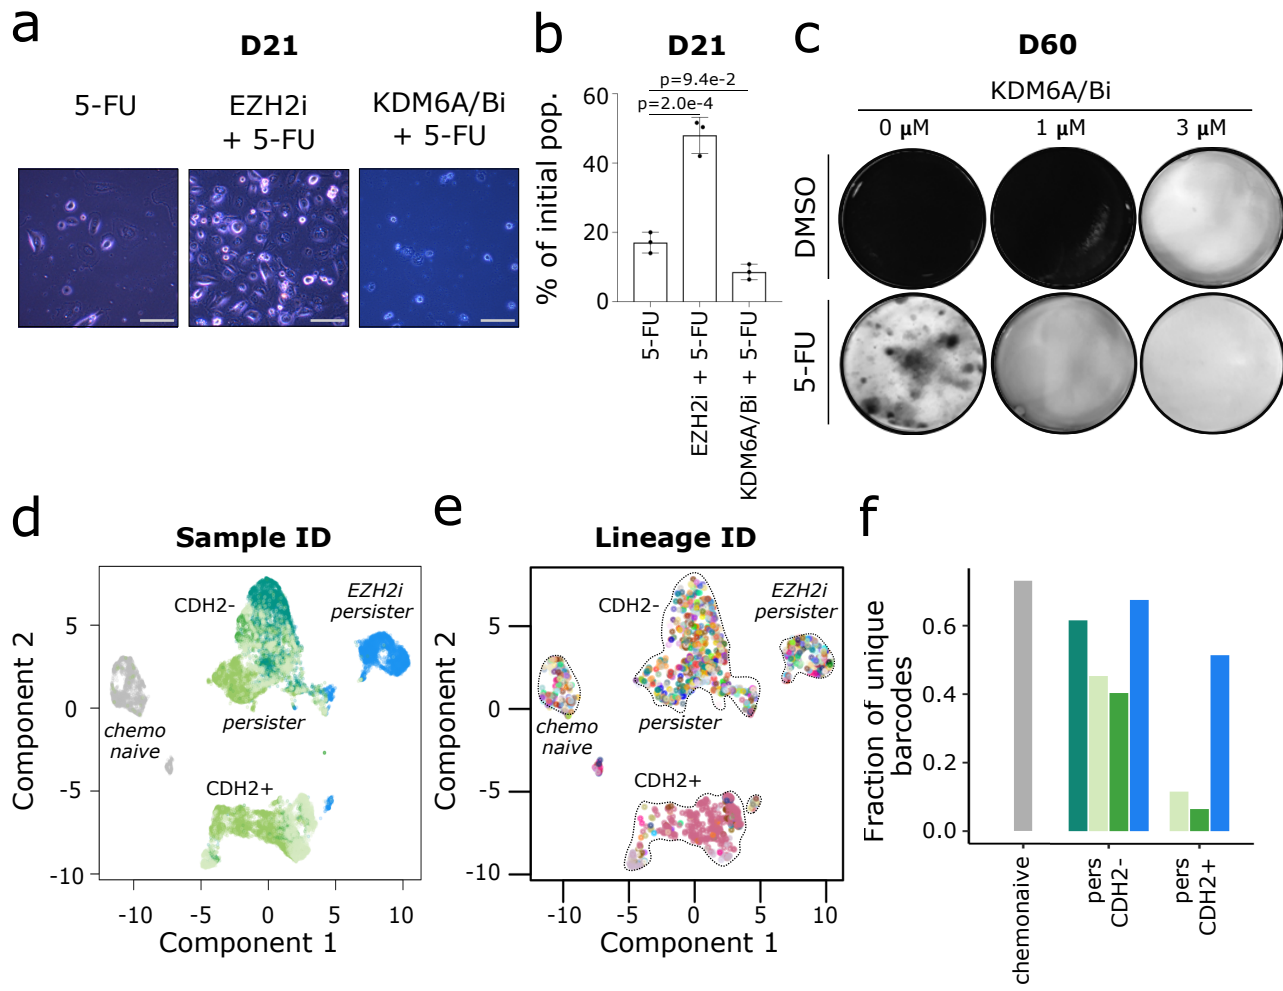 a
D21
5-FU
EZH2i
+ 5-FU
KDM6A/Bi
+ 5-FU
b
D21
p=9.4e-2
p=2.0e-4
% of initial pop.
60
40
20
0
5-FU
EZH2i + 5-FU
KDM6A/Bi + 5-FU
c
D60
KDM6A/Bi
0 µM
1 µM
3 µM
DMSO
5-FU
d
Sample ID
CDH2-
EZH2i
persister
chemo
naive
persister
CDH2+
Component 2
5
0
-5
-10
-10
-5
0
5
10
Component 1
e
Lineage ID
CDH2-
EZH2i
persister
chemo
naive
persister
CDH2+
Component 2
5
0
-5
-10
-10
-5
0
5
10
Component 1
f
Fraction of unique
barcodes
0.6
0.4
0.2
0.0
chemonaive
pers
CDH2-
pers
CDH2+